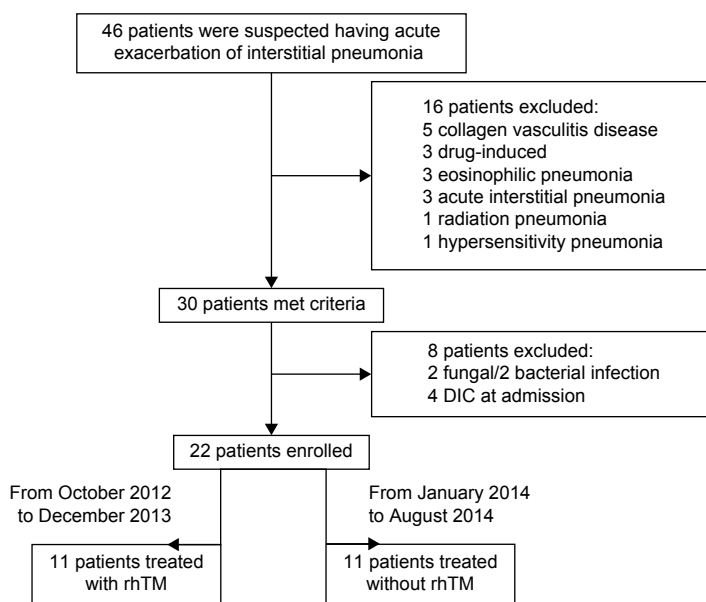 46 patients were suspected having acute
exacerbation of interstitial pneumonia
16 patients excluded:
5 collagen vasculitis disease
3 drug-induced
3 eosinophilic pneumonia
3 acute interstitial pneumonia
1 radiation pneumonia
1 hypersensitivity pneumonia
30 patients met criteria
8 patients excluded:
2 fungal/2 bacterial infection
4 DIC at admission
22 patients enrolled
From October 2012
to December 2013
From January 2014
to August 2014
11 patients treated
with rhTM
11 patients treated
without rhTM